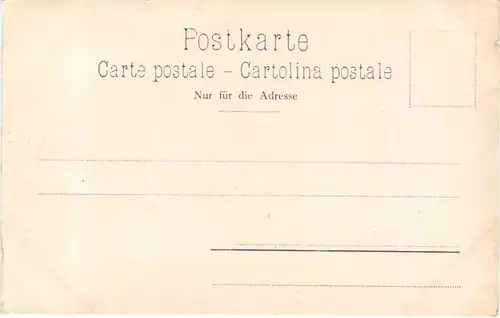 Postkarte
Carte postale – Cartolina postale
Nur für die Adresse